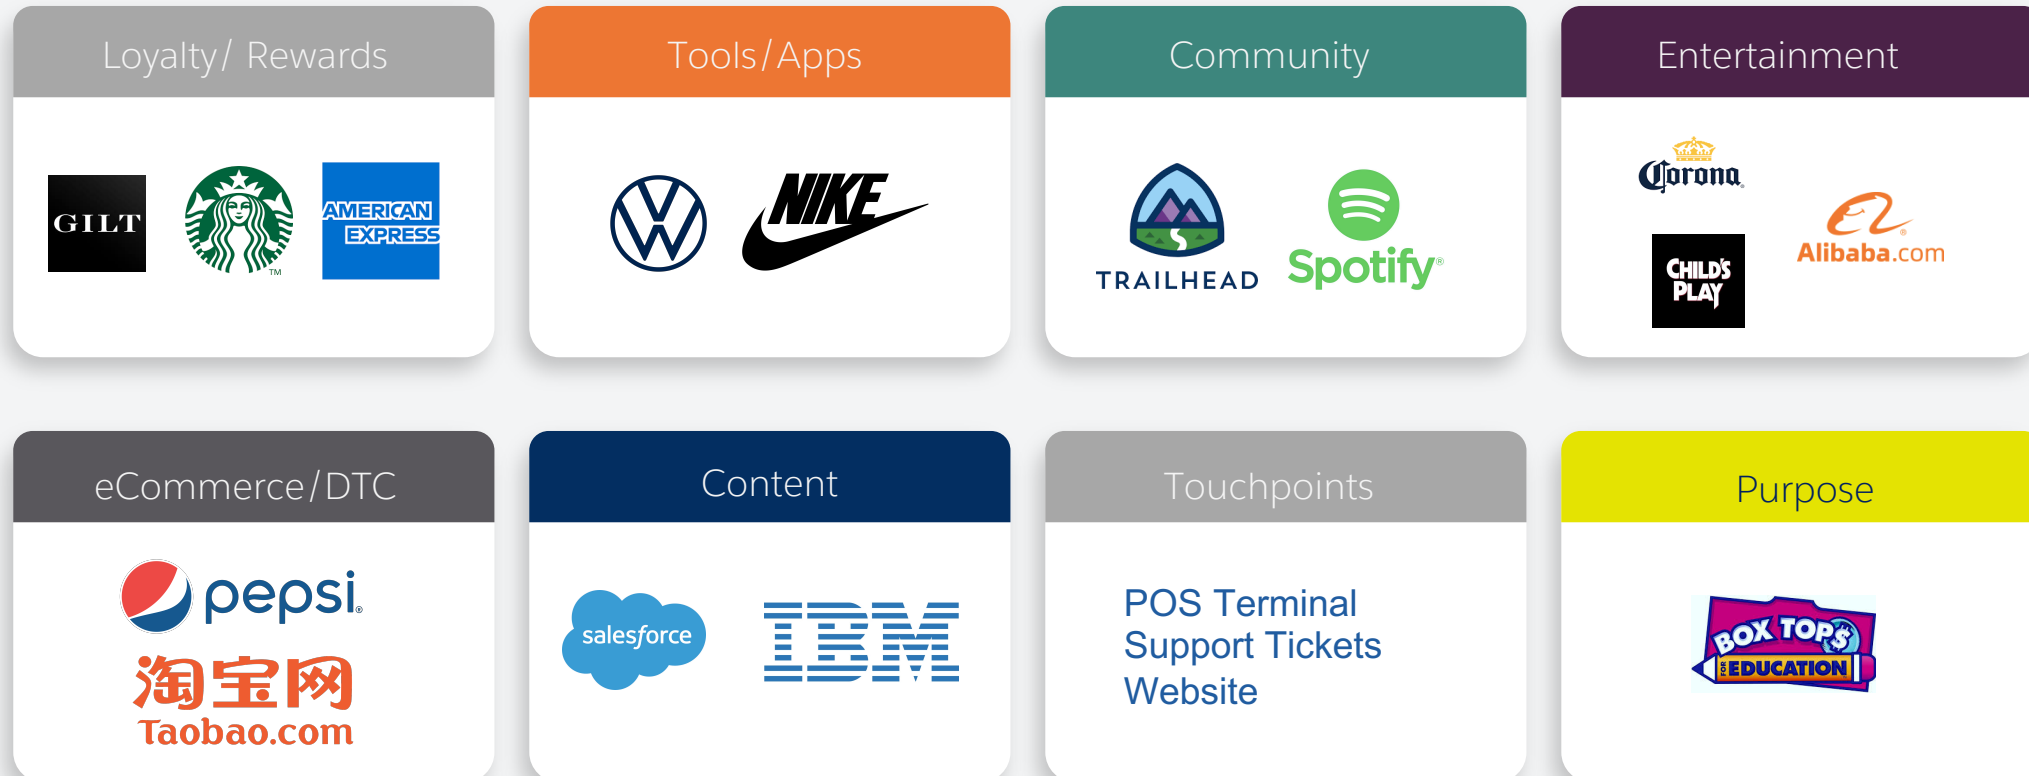 Loyalty/ Rewards
GILT
TM
AMERICAN
EXPRESS
Tools/Apps
NIKE
Community
TRAILHEAD
Spotify®
Entertainment
Corona®
CHILD'S
PLAY
Alibaba.com
eCommerce/DTC
pepsi®
淘宝网
Taobao.com
Content
salesforce
IBM
Touchpoints
POS Terminal
Support Tickets
Website
Purpose
BOX TOPS
FOR EDUCATION